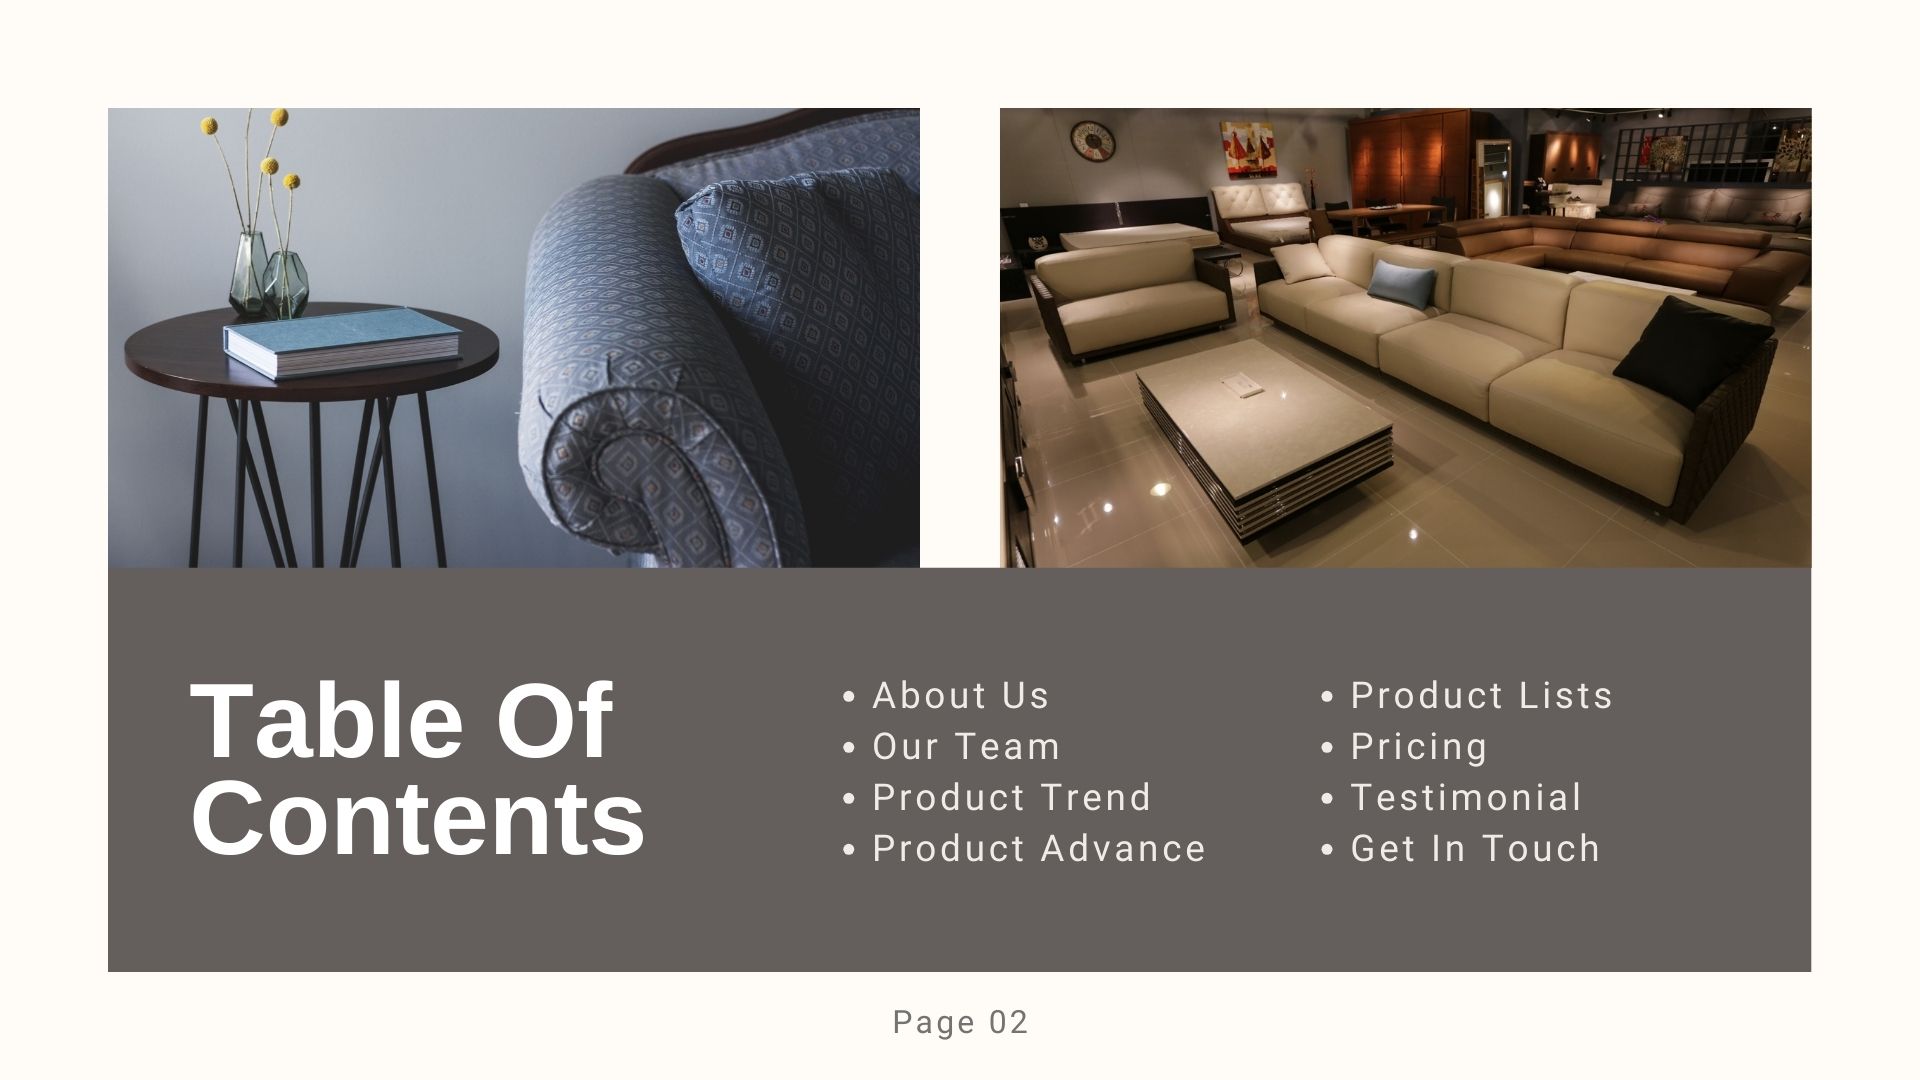 Table Of
Contents
• About Us
• Our Team
• Product Trend
• Product Advance
• Product Lists
• Pricing
• Testimonial
• Get In Touch
Page 02